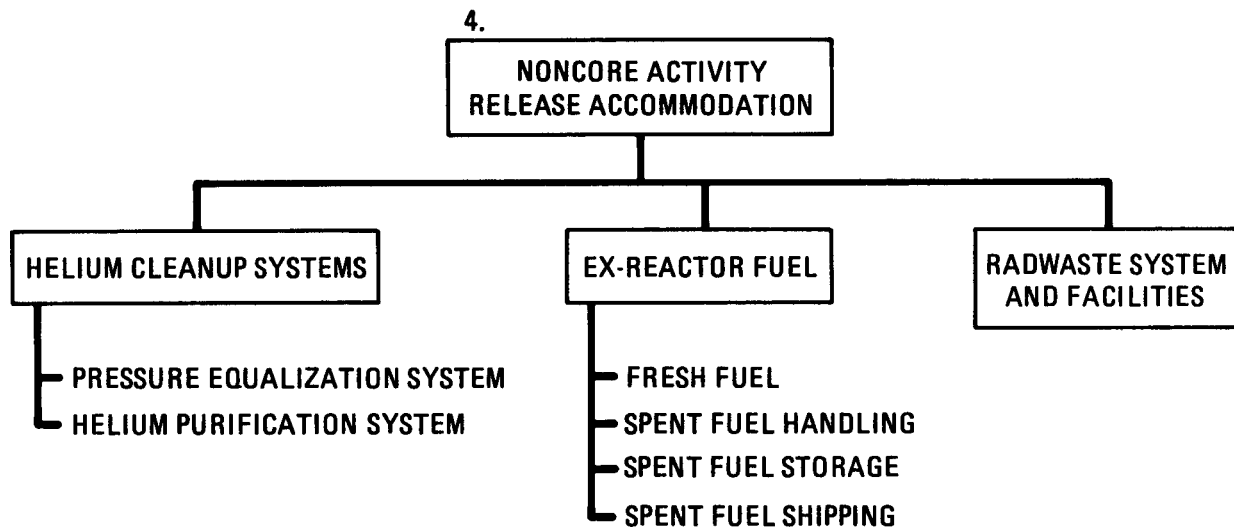 4.
NONCORE ACTIVITY
RELEASE ACCOMMODATION
HELIUM CLEANUP SYSTEMS
EX-REACTOR FUEL
RADWASTE SYSTEM
AND FACILITIES
PRESSURE EQUALIZATION SYSTEM
HELIUM PURIFICATION SYSTEM
FRESH FUEL
SPENT FUEL HANDLING
SPENT FUEL STORAGE
SPENT FUEL SHIPPING